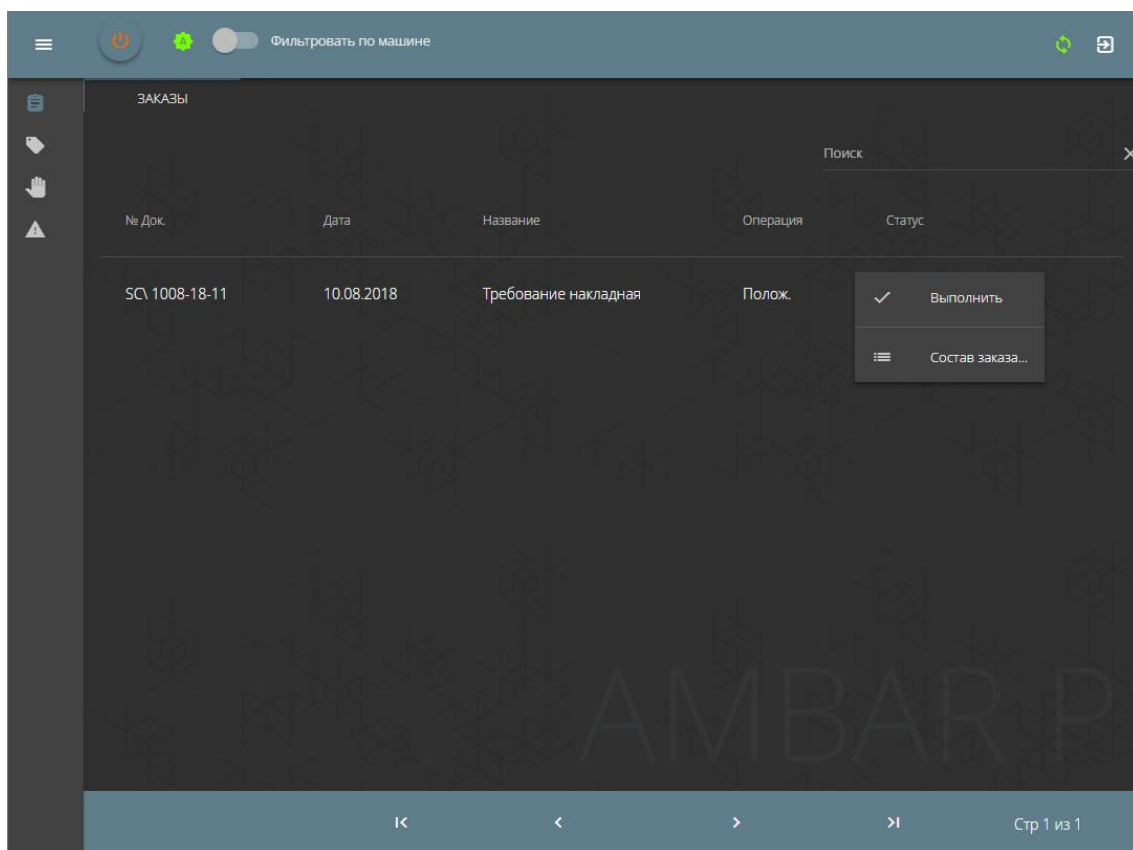 A
Фильтровать по машине
ЗАКАЗЫ
Поиск
№ Док. Дата Название Операция Статус
SC\ 1008-18-11 10.08.2018 Требование накладная Полож.
Выполнить
Состав заказа...
AMBAR P
Стр 1 из 1